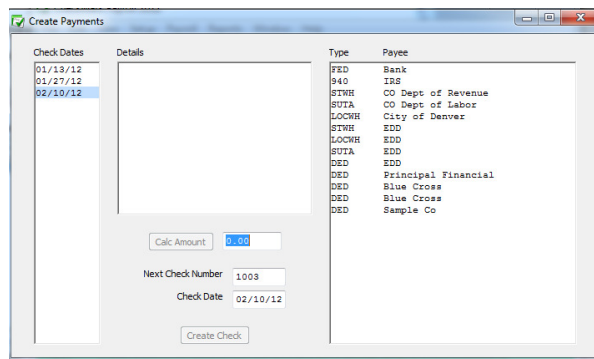 Create Payments
Check Dates
01/13/12
01/27/12
02/10/12
Details
Calc Amount 0.00
Next Check Number 1003
Check Date 02/10/12
Create Check
Type Payee
FED Bank
940 IRS
STWH CO Dept of Revenue
SUTA CO Dept of Labor
LOCWH City of Denver
STWH EDD
LOCWH EDD
SUTA EDD
DED EDD
DED Principal Financial
DED Blue Cross
DED Blue Cross
DED Sample Co